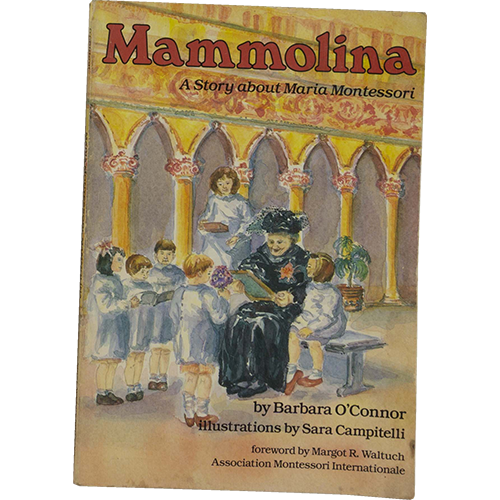 Mammolina
A Story about Maria Montessori
by Barbara O'Connor
illustrations by Sara Campitelli
foreword by Margot R. Waltuch
Association Montessori Internationale